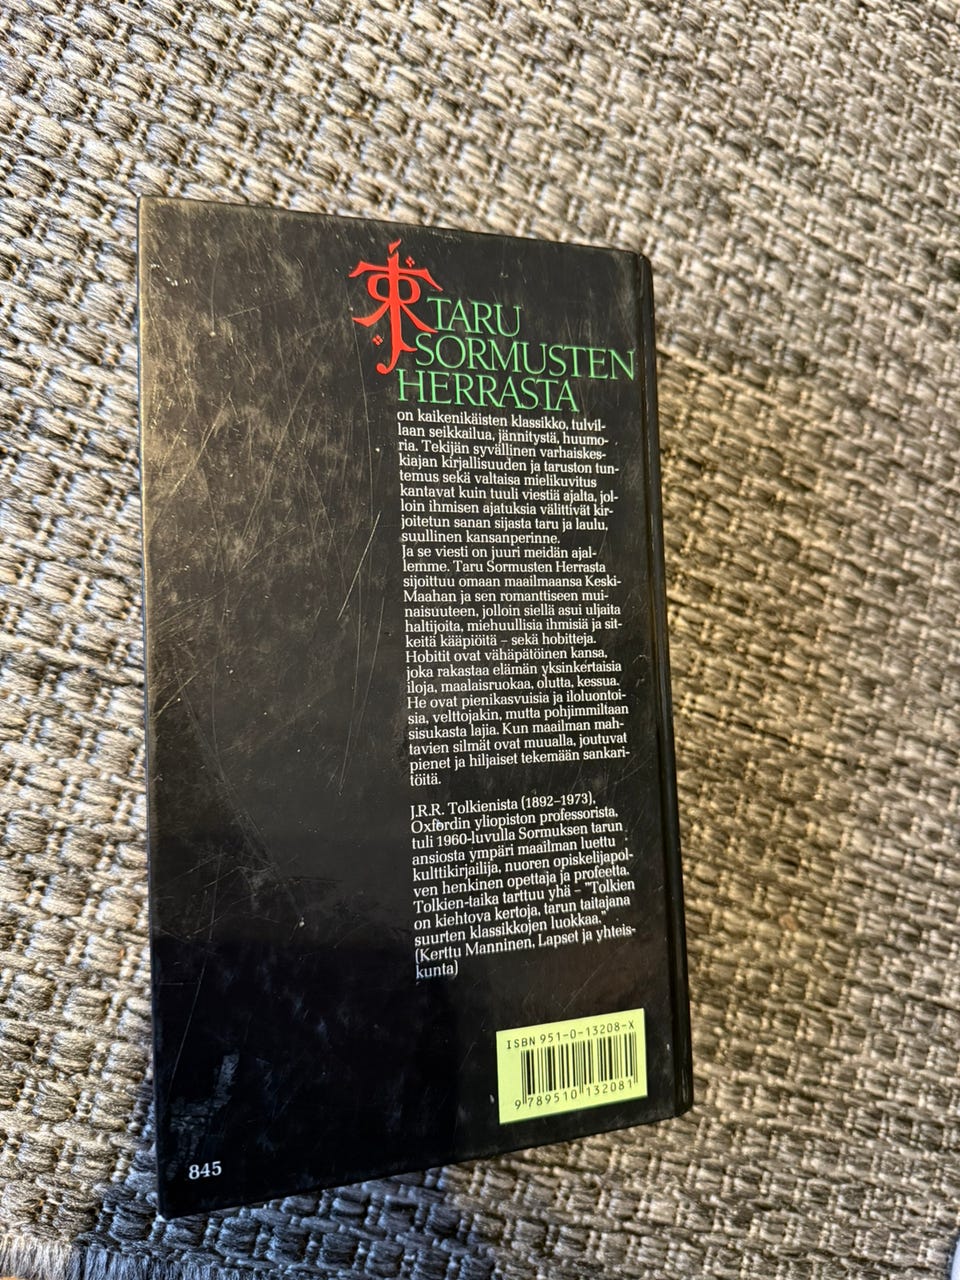 TARU
SORMUSTEN
HERRASTA
on kaikenikäisten klassikko, tulvil-
laan seikkailua, jännitystä, huumo-
ria. Tekijän syvällinen varhaiskes-
kiajan kirjallisuuden ja taruston tun-
temus sekä valtaisa mielikuvitus
kantavat kuin tuuli viestiä ajalta, jol-
loin ihmisen ajatuksia välittivät kir-
joitetun sanan sijasta taru ja laulu,
suullinen kansanperinne.
Ja se viesti on juuri meidän ajal-
lemme. Taru Sormusten Herrasta
sijoittuu omaan maailmaansa Keski-
Maahan ja sen romanttiseen mui-
naisuuteen, jolloin siellä asui uljaita
haltijoita, miehuullisia ihmisiä ja sit-
keitä kääpiöitä – sekä hobitteja.
Hobitit ovat vähäpätöinen kansa,
joka rakastaa elämän yksinkertaisia
iloja, maalaisruokaa, olutta, kessua.
He ovat pienikasvuisia ja iloluontoi-
sia, velttojakin, mutta pohjimmiltaan
sisukasta lajia. Kun maailman mah-
tavien silmät ovat muualla, joutuvat
pienet ja hiljaiset tekemään sankari-
töitä.
J.R.R. Tolkienista (1892–1973),
Oxfordin yliopiston professorista,
tuli 1960-luvulla Sormuksen tarun
ansiosta ympäri maailman luettu
kulttikirjailija, nuoren opiskelijapol-
ven henkinen opettaja ja profeetta.
Tolkien-taika tarttuu yhä – "Tolkien
on kiehtova kertoja, tarun taitajana
suurten klassikkojen luokkaa."
(Kerttu Manninen, Lapset ja yhteis-
kunta)
ISBN 951-0-13208-X
9 789510 132081
845